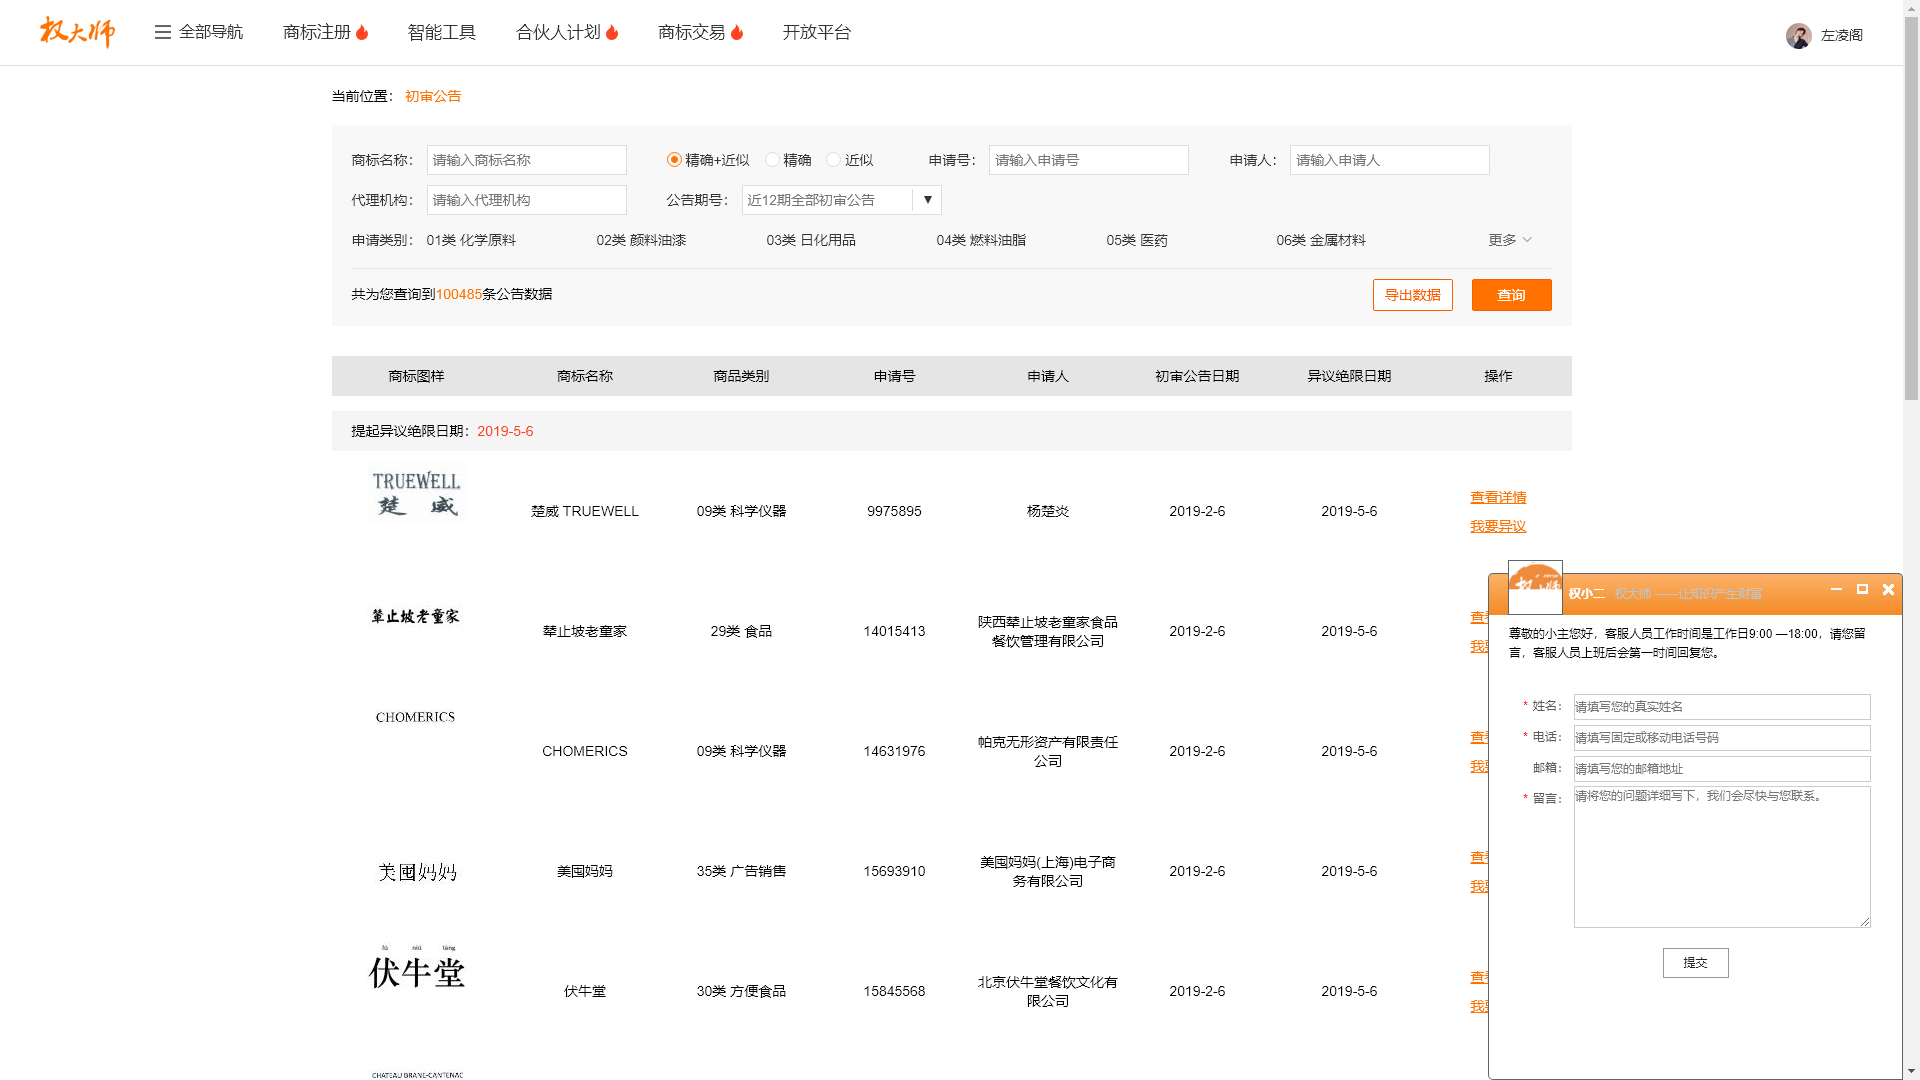 权大师
全部导航 商标注册 智能工具 合伙人计划 商标交易 开放平台 左凌阁
当前位置： 初审公告
商标名称： 请输入商标名称 精确+近似 精确 近似 申请号： 请输入申请号 申请人： 请输入申请人
代理机构： 请输入代理机构 公告期号： 近12期全部初审公告 ▼
申请类别： 01类 化学原料 02类 颜料油漆 03类 日化用品 04类 燃料油脂 05类 医药 06类 金属材料 更多
共为您查询到100485条公告数据 导出数据 查询
商标图样 商标名称 商品类别 申请号 申请人 初审公告日期 异议绝限日期 操作
提起异议绝限日期：2019-5-6
TRUEWELL
楚威
楚威 TRUEWELL 09类 科学仪器 9975895 杨楚炎 2019-2-6 2019-5-6 查看详情
我要异议
辇止坡老童家
辇止坡老童家 29类 食品 14015413 陕西辇止坡老童家食品
餐饮管理有限公司 2019-2-6 2019-5-6
CHOMERICS
CHOMERICS 09类 科学仪器 14631976 帕克无形资产有限责任
公司 2019-2-6 2019-5-6
美囤妈妈
美囤妈妈 35类 广告销售 15693910 美囤妈妈(上海)电子商
务有限公司 2019-2-6 2019-5-6
fú niú táng
伏牛堂
伏牛堂 30类 方便食品 15845568 北京伏牛堂餐饮文化有
限公司 2019-2-6 2019-5-6
CHATEAU BRANE-CANTENAC
权小二 权大师 ——让知识产生财富
尊敬的小主您好，客服人员工作时间是工作日9:00 —18:00，请您留
言，客服人员上班后会第一时间回复您。
* 姓名： 请填写您的真实姓名
* 电话： 请填写固定或移动电话号码
邮箱： 请填写您的邮箱地址
* 留言： 请将您的问题详细写下，我们会尽快与您联系。
提交